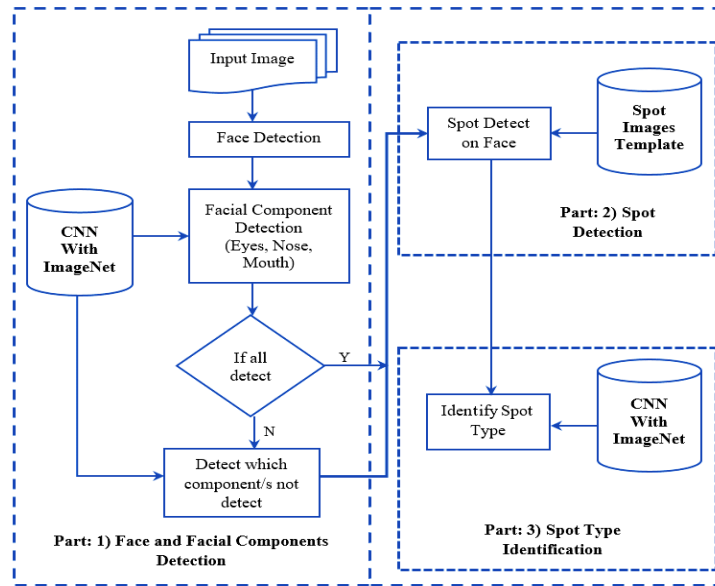 Input Image
Face Detection
Facial Component
Detection
(Eyes, Nose,
Mouth)
CNN
With
ImageNet
If all
detect
Y
N
Detect which
component/s not
detect
Part: 1) Face and Facial Components
Detection
Spot Detect
on Face
Spot
Images
Template
Part: 2) Spot
Detection
Identify Spot
Type
CNN
With
ImageNet
Part: 3) Spot Type
Identification